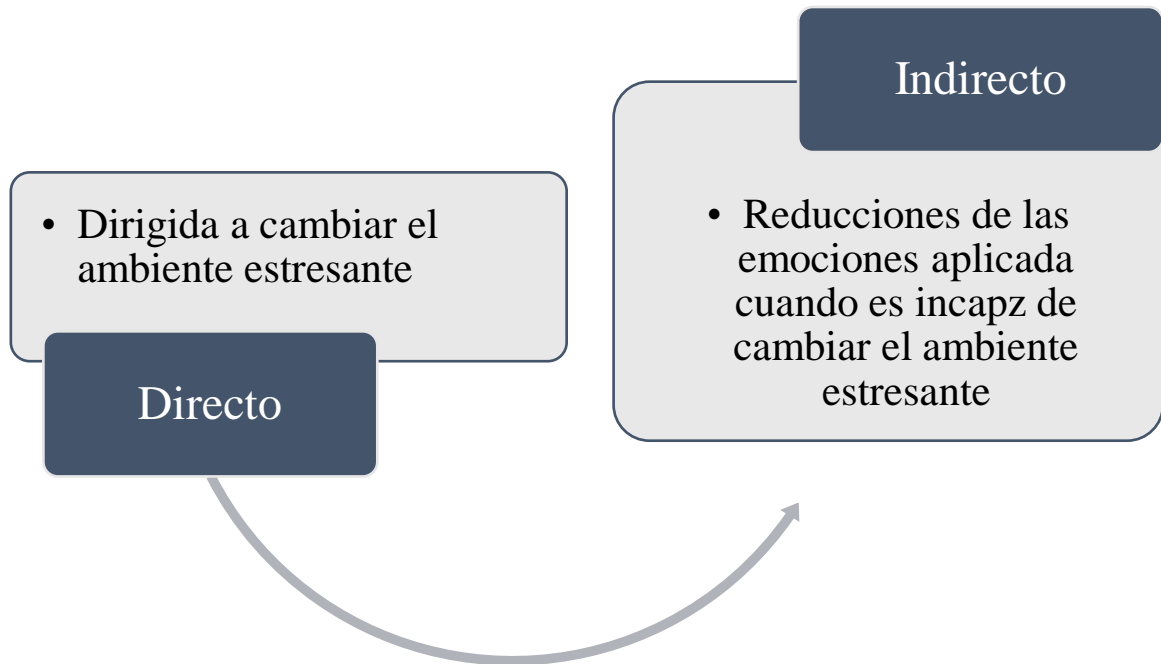 • Dirigida a cambiar el
ambiente estresante
Directo
Indirecto
• Reducciones de las
emociones aplicada
cuando es incapz de
cambiar el ambiente
estresante